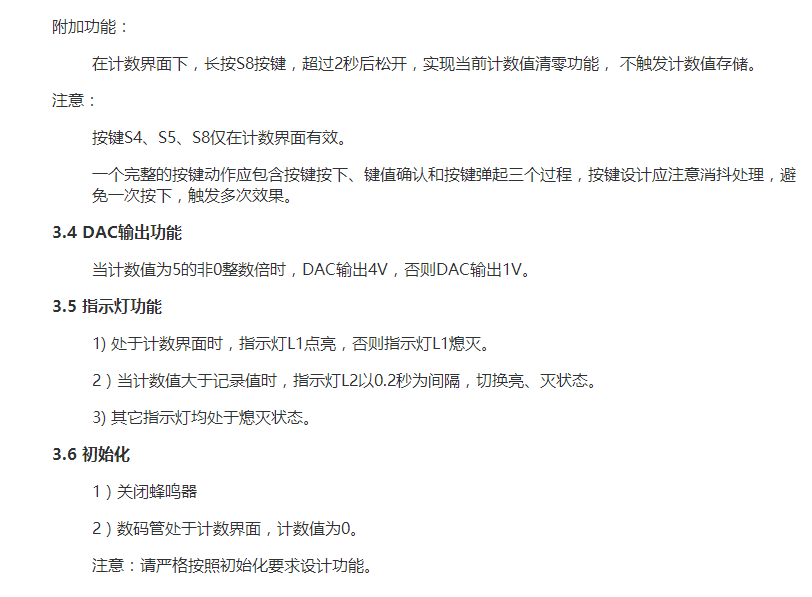 附加功能：
在计数界面下，长按S8按键，超过2秒后松开，实现当前计数值清零功能， 不触发计数值存储。
注意：
按键S4、S5、S8仅在计数界面有效。
一个完整的按键动作应包含按键按下、键值确认和按键弹起三个过程，按键设计应注意消抖处理，避
免一次按下，触发多次效果。
3.4 DAC输出功能
当计数值为5的非0整数倍时，DAC输出4V，否则DAC输出1V。
3.5 指示灯功能
1) 处于计数界面时，指示灯L1点亮，否则指示灯L1熄灭。
2）当计数值大于记录值时，指示灯L2以0.2秒为间隔，切换亮、灭状态。
3) 其它指示灯均处于熄灭状态。
3.6 初始化
1）关闭蜂鸣器
2）数码管处于计数界面，计数值为0。
注意：请严格按照初始化要求设计功能。